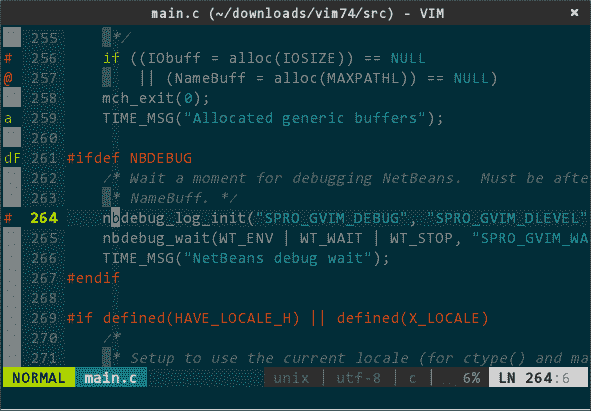 main.c (~/downloads/vim74/src) - VIM ×
255 */
# 256 if ((IObuff = alloc(IOSIZE)) == NULL
@ 257 || (NameBuff = alloc(MAXPATHL)) == NULL)
258 mch_exit(0);
a 259 TIME_MSG("Allocated generic buffers");
260
dF 261 #ifdef NBDEBUG
262 /* Wait a moment for debugging NetBeans.  Must be afte
263 * NameBuff. */
# 264 nbdebug_log_init("SPRO_GVIM_DEBUG", "SPRO_GVIM_DLEVEL"
265 nbdebug_wait(WT_ENV | WT_WAIT | WT_STOP, "SPRO_GVIM_WA
266 TIME_MSG("NetBeans debug wait");
267 #endif
268
269 #if defined(HAVE_LOCALE_H) || defined(X_LOCALE)
270 /*
271 * Setup to use the current locale (for ctype() and ma
NORMAL main.c unix | utf-8 | c | 6% LN 264:6